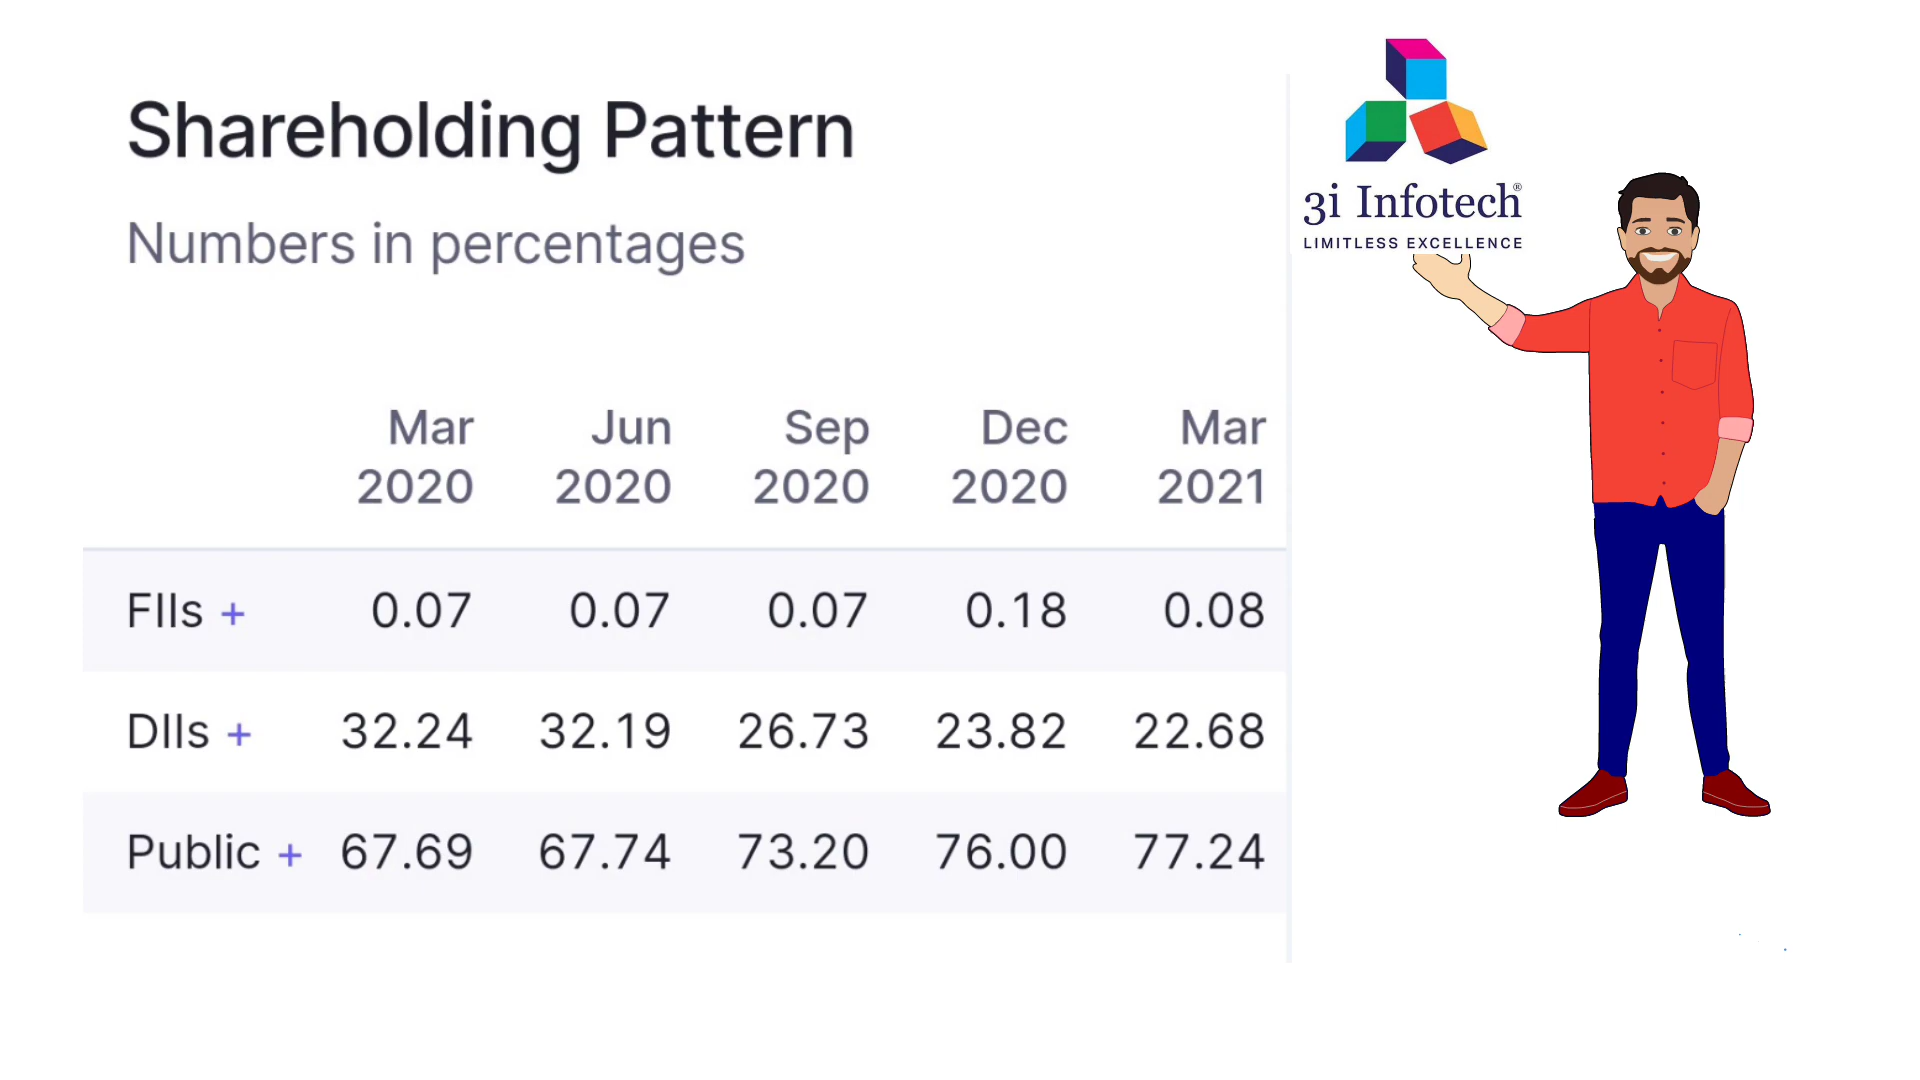 Shareholding Pattern
Numbers in percentages
Mar Jun Sep Dec Mar
2020 2020 2020 2020 2021
FIIs + 0.07 0.07 0.07 0.18 0.08
DIIs + 32.24 32.19 26.73 23.82 22.68
Public + 67.69 67.74 73.20 76.00 77.24
3i Infotech®
LIMITLESS EXCELLENCE